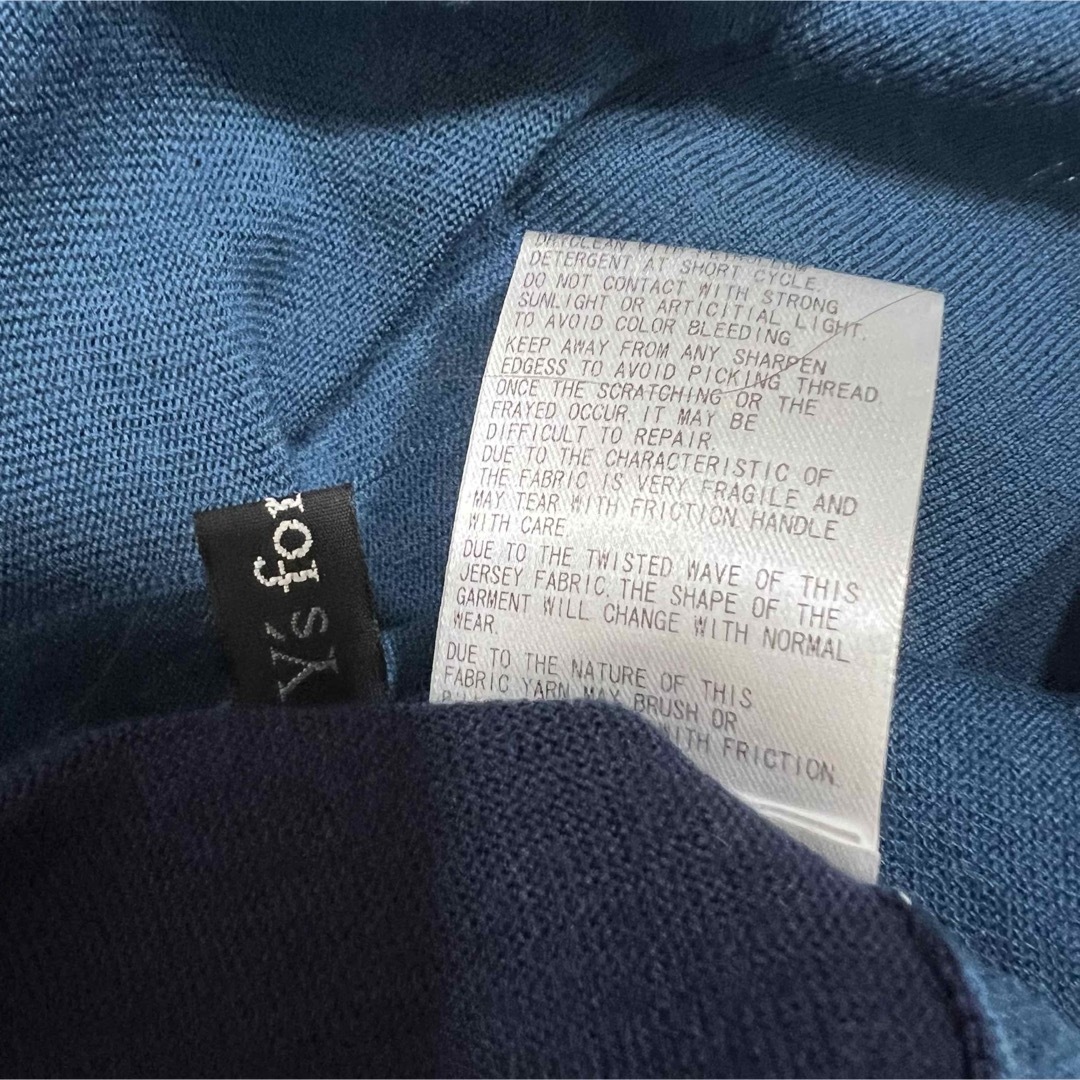 DRYCLEAN WITH
DETERGENT AT SHORT CYCLE.
DO NOT CONTACT WITH STRONG
SUNLIGHT OR ARTICITIAL LIGHT.
TO AVOID COLOR BLEEDING
KEEP AWAY FROM ANY SHARPEN
EDGESS TO AVOID PICKING THREAD.
ONCE THE SCRATCHING OR THE
FRAYED OCCUR IT MAY BE
DIFFICULT TO REPAIR.
DUE TO THE CHARACTERISTIC OF
THE FABRIC IS VERY FRAGILE AND
MAY TEAR WITH FRICTION HANDLE
WITH CARE
DUE TO THE TWISTED WAVE OF THIS
JERSEY FABRIC, THE SHAPE OF THE
GARMENT WILL CHANGE WITH NORMAL
WEAR.
DUE TO THE NATURE OF THIS
FABRIC YARN MAY BRUSH OR
WITH FRICTION.
Y's for